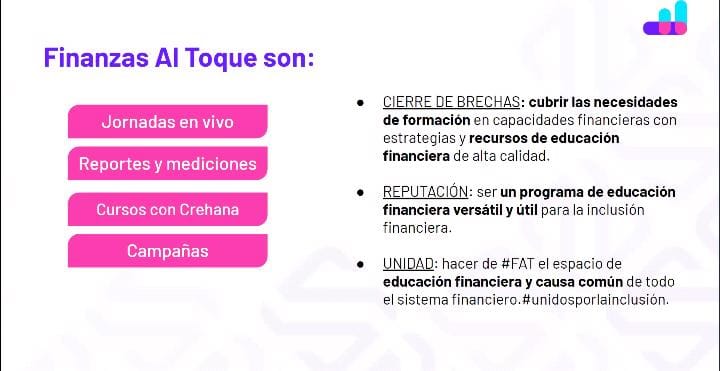 Finanzas Al Toque son:
Jornadas en vivo
Reportes y mediciones
Cursos con Crehana
Campañas
● CIERRE DE BRECHAS: cubrir las necesidades
de formación en capacidades financieras con
estrategias y recursos de educación
financiera de alta calidad.
● REPUTACIÓN: ser un programa de educación
financiera versátil y útil para la inclusión
financiera.
● UNIDAD: hacer de #FAT el espacio de
educación financiera y causa común de todo
el sistema financiero.#unidosporlainclusión.